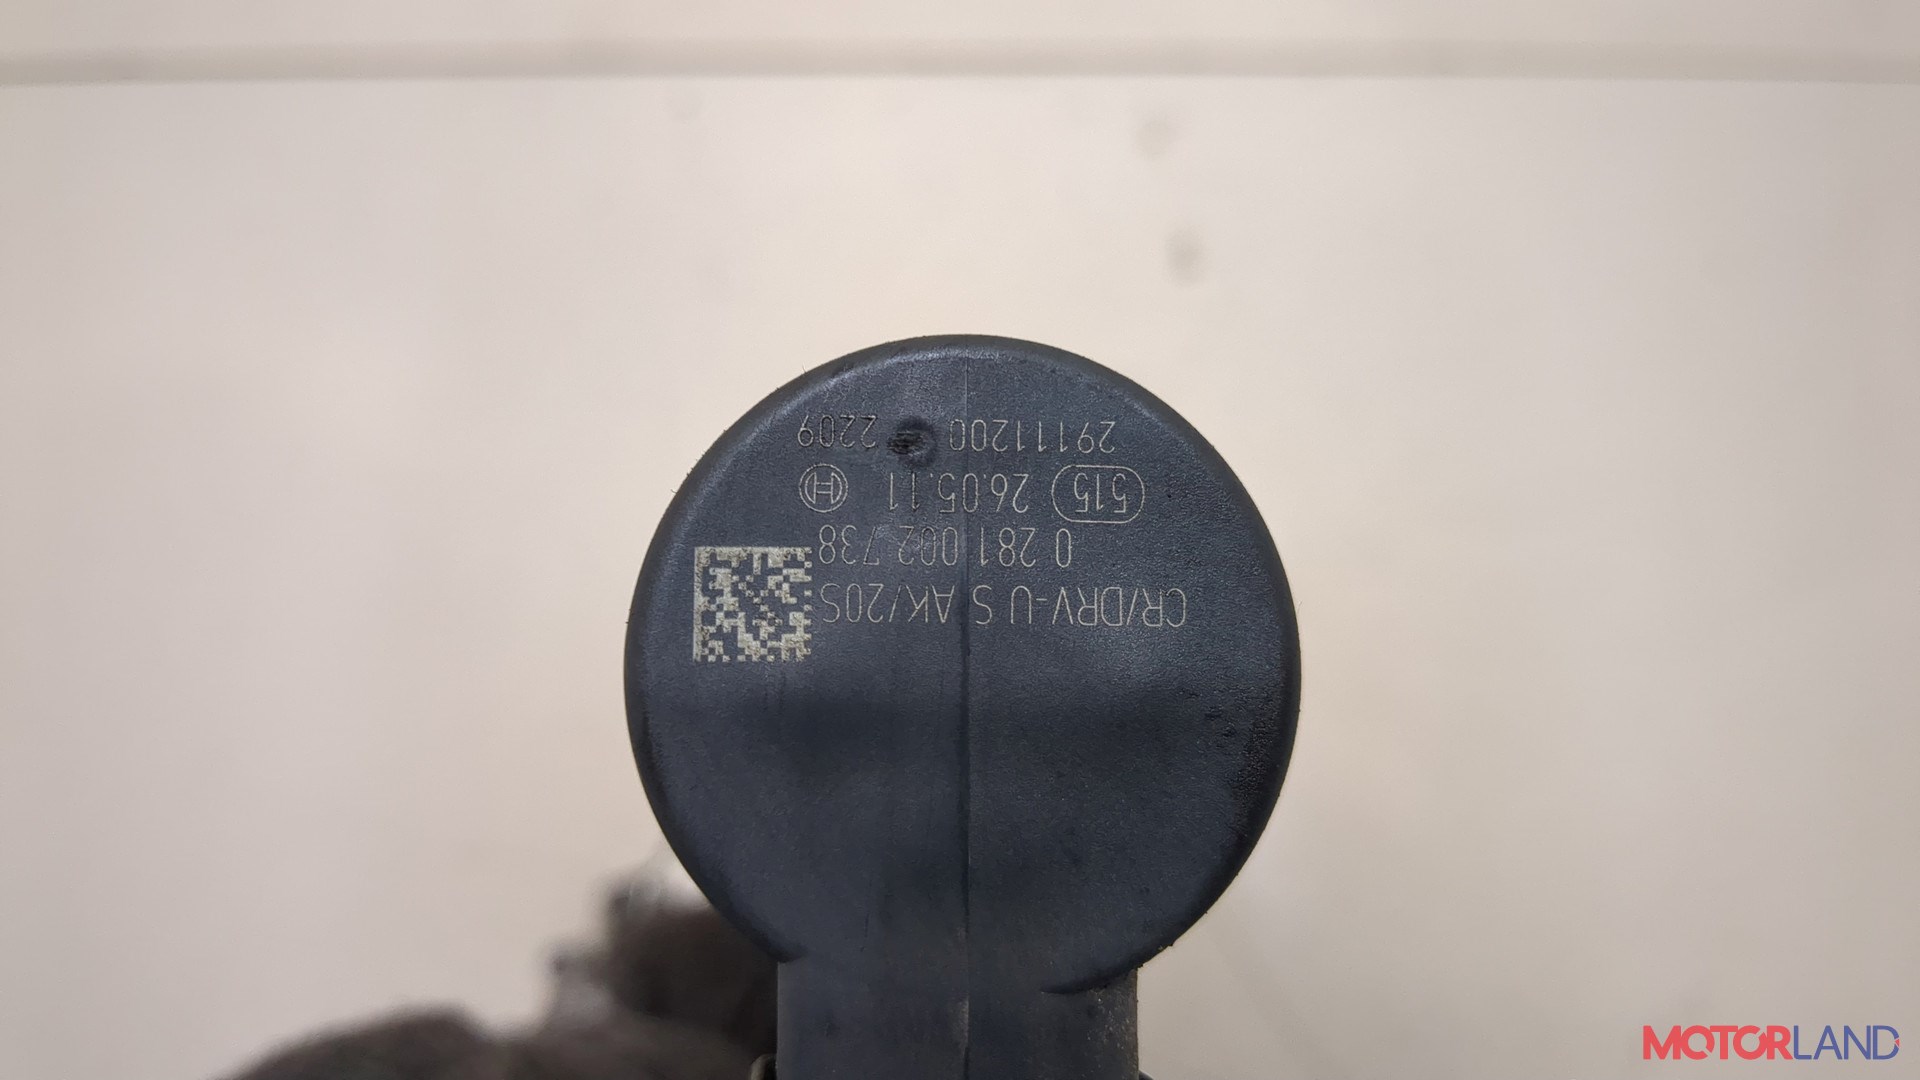 CR/DRV-U S AK/20S
0 281 002 738
515 26.05.11
29111200 2209
MOTORLAND